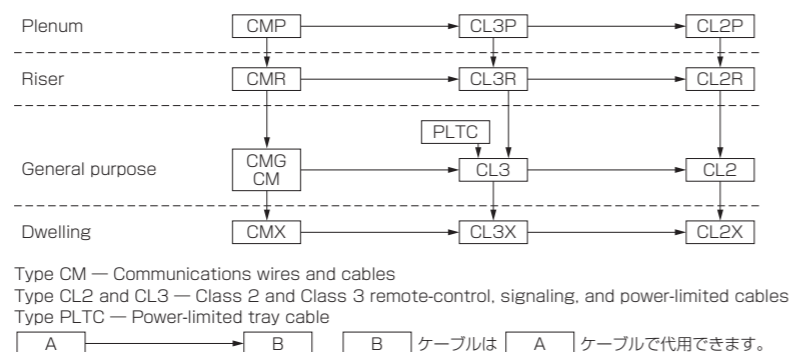 Plenum CMP CL3P CL2P
Riser CMR CL3R CL2R
PLTC
General purpose CMG CM CL3 CL2
Dwelling CMX CL3X CL2X
Type CM — Communications wires and cables
Type CL2 and CL3 — Class 2 and Class 3 remote-control, signaling, and power-limited cables
Type PLTC — Power-limited tray cable
A B B ケーブルは A ケーブルで代用できます。